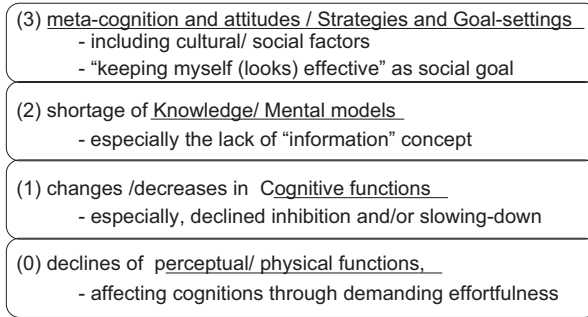 (3) meta-cognition and attitudes / Strategies and Goal-settings
- including cultural/ social factors
- “keeping myself (looks) effective” as social goal
(2) shortage of Knowledge/ Mental models
- especially the lack of “information” concept
(1) changes /decreases in Cognitive functions
- especially, declined inhibition and/or slowing-down
(0) declines of perceptual/ physical functions,
- affecting cognitions through demanding effortfulness